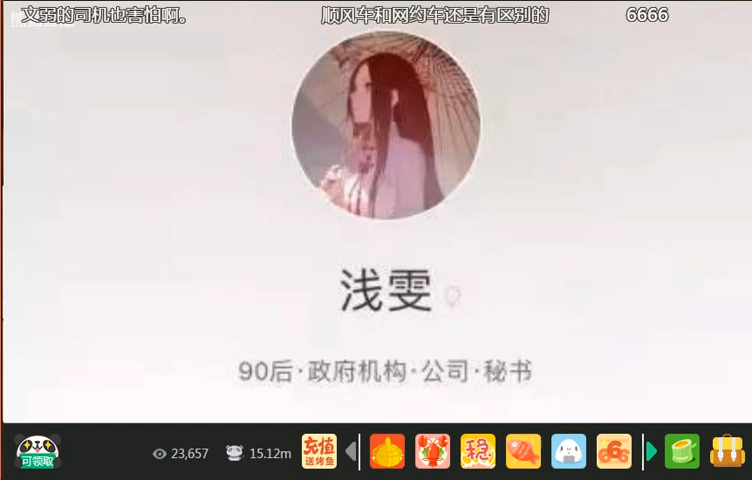 文弱的司机也害怕啊。
顺风车和网约车还是有区别的
6666
浅雯
90后·政府机构·公司·秘书
可领取
23,657
15.12m
充值
送烤鱼
稳
6